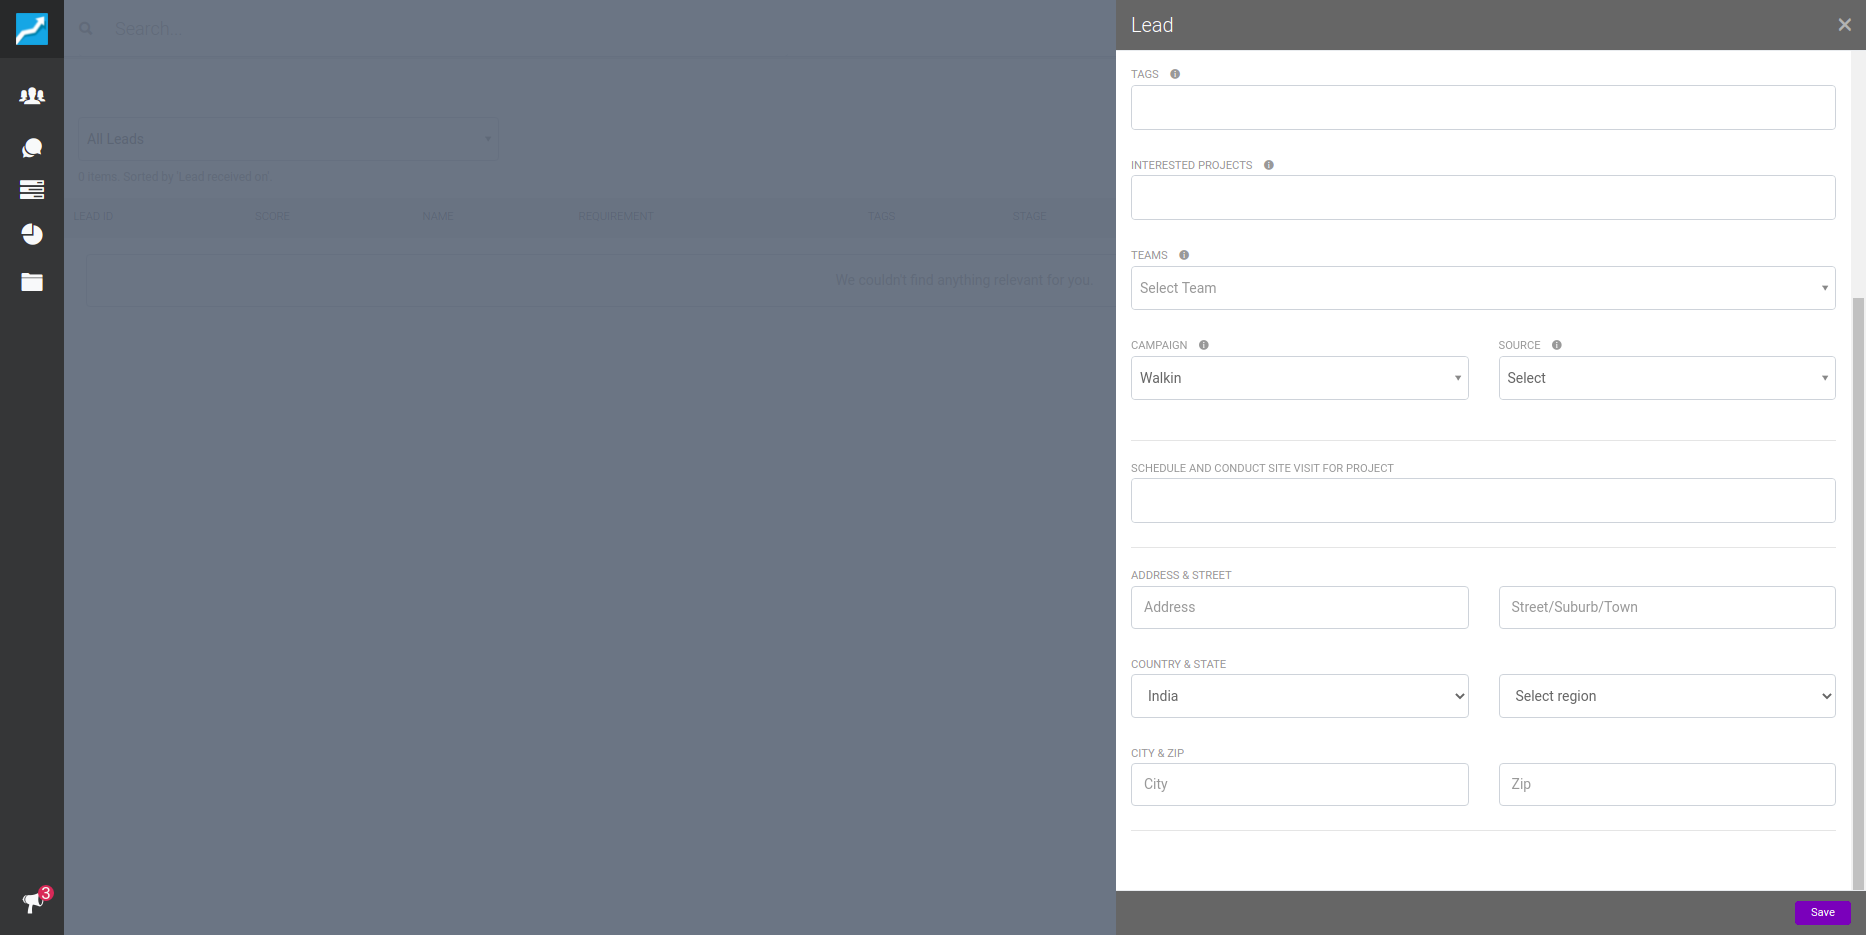 Search...
All Leads
0 items. Sorted by 'Lead received on'.
LEAD ID SCORE NAME REQUIREMENT TAGS STAGE
We couldn't find anything relevant for you.
3
Lead
TAGS
INTERESTED PROJECTS
TEAMS
Select Team
CAMPAIGN SOURCE
Walkin Select
SCHEDULE AND CONDUCT SITE VISIT FOR PROJECT
ADDRESS & STREET
Address Street/Suburb/Town
COUNTRY & STATE
India Select region
CITY & ZIP
City Zip
Save